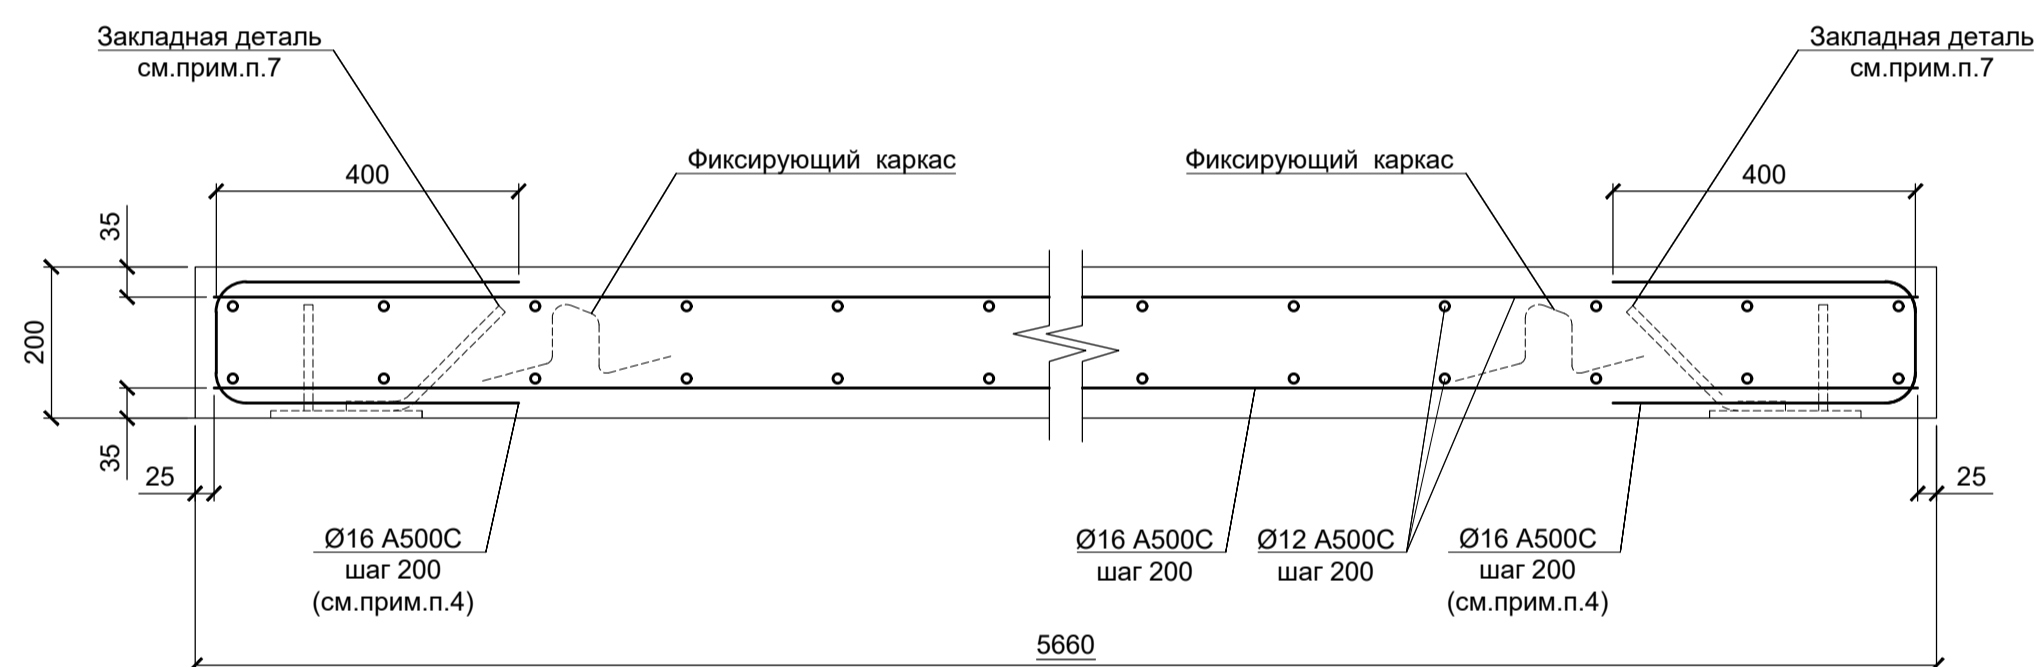 Закладная деталь
см.прим.п.7
Закладная деталь
см.прим.п.7
Фиксирующий каркас
Фиксирующий каркас
400
400
35
200
35
25
25
Ø16 А500С
шаг 200
(см.прим.п.4)
Ø16 А500С
шаг 200
Ø12 А500С
шаг 200
Ø16 А500С
шаг 200
(см.прим.п.4)
5660